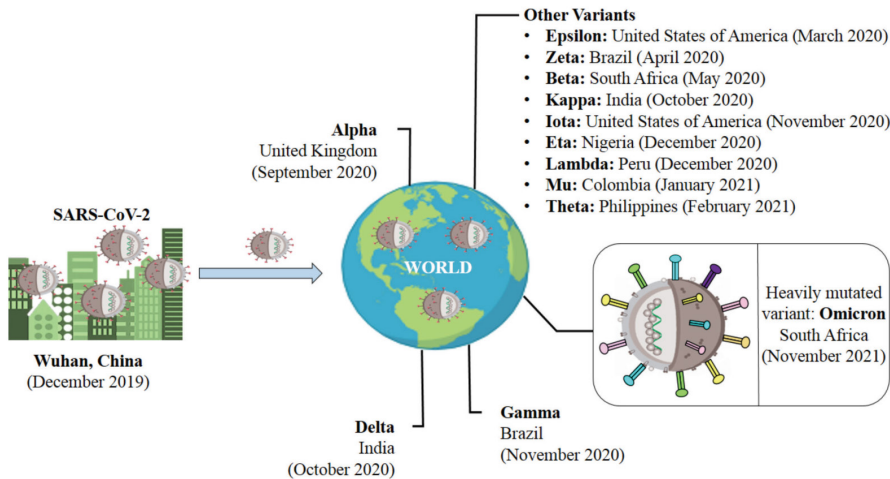 SARS-CoV-2
Wuhan, China
(December 2019)
Alpha
United Kingdom
(September 2020)
WORLD
Other Variants
• Epsilon: United States of America (March 2020)
• Zeta: Brazil (April 2020)
• Beta: South Africa (May 2020)
• Kappa: India (October 2020)
• Iota: United States of America (November 2020)
• Eta: Nigeria (December 2020)
• Lambda: Peru (December 2020)
• Mu: Colombia (January 2021)
• Theta: Philippines (February 2021)
Heavily mutated
variant: Omicron
South Africa
(November 2021)
Delta
India
(October 2020)
Gamma
Brazil
(November 2020)